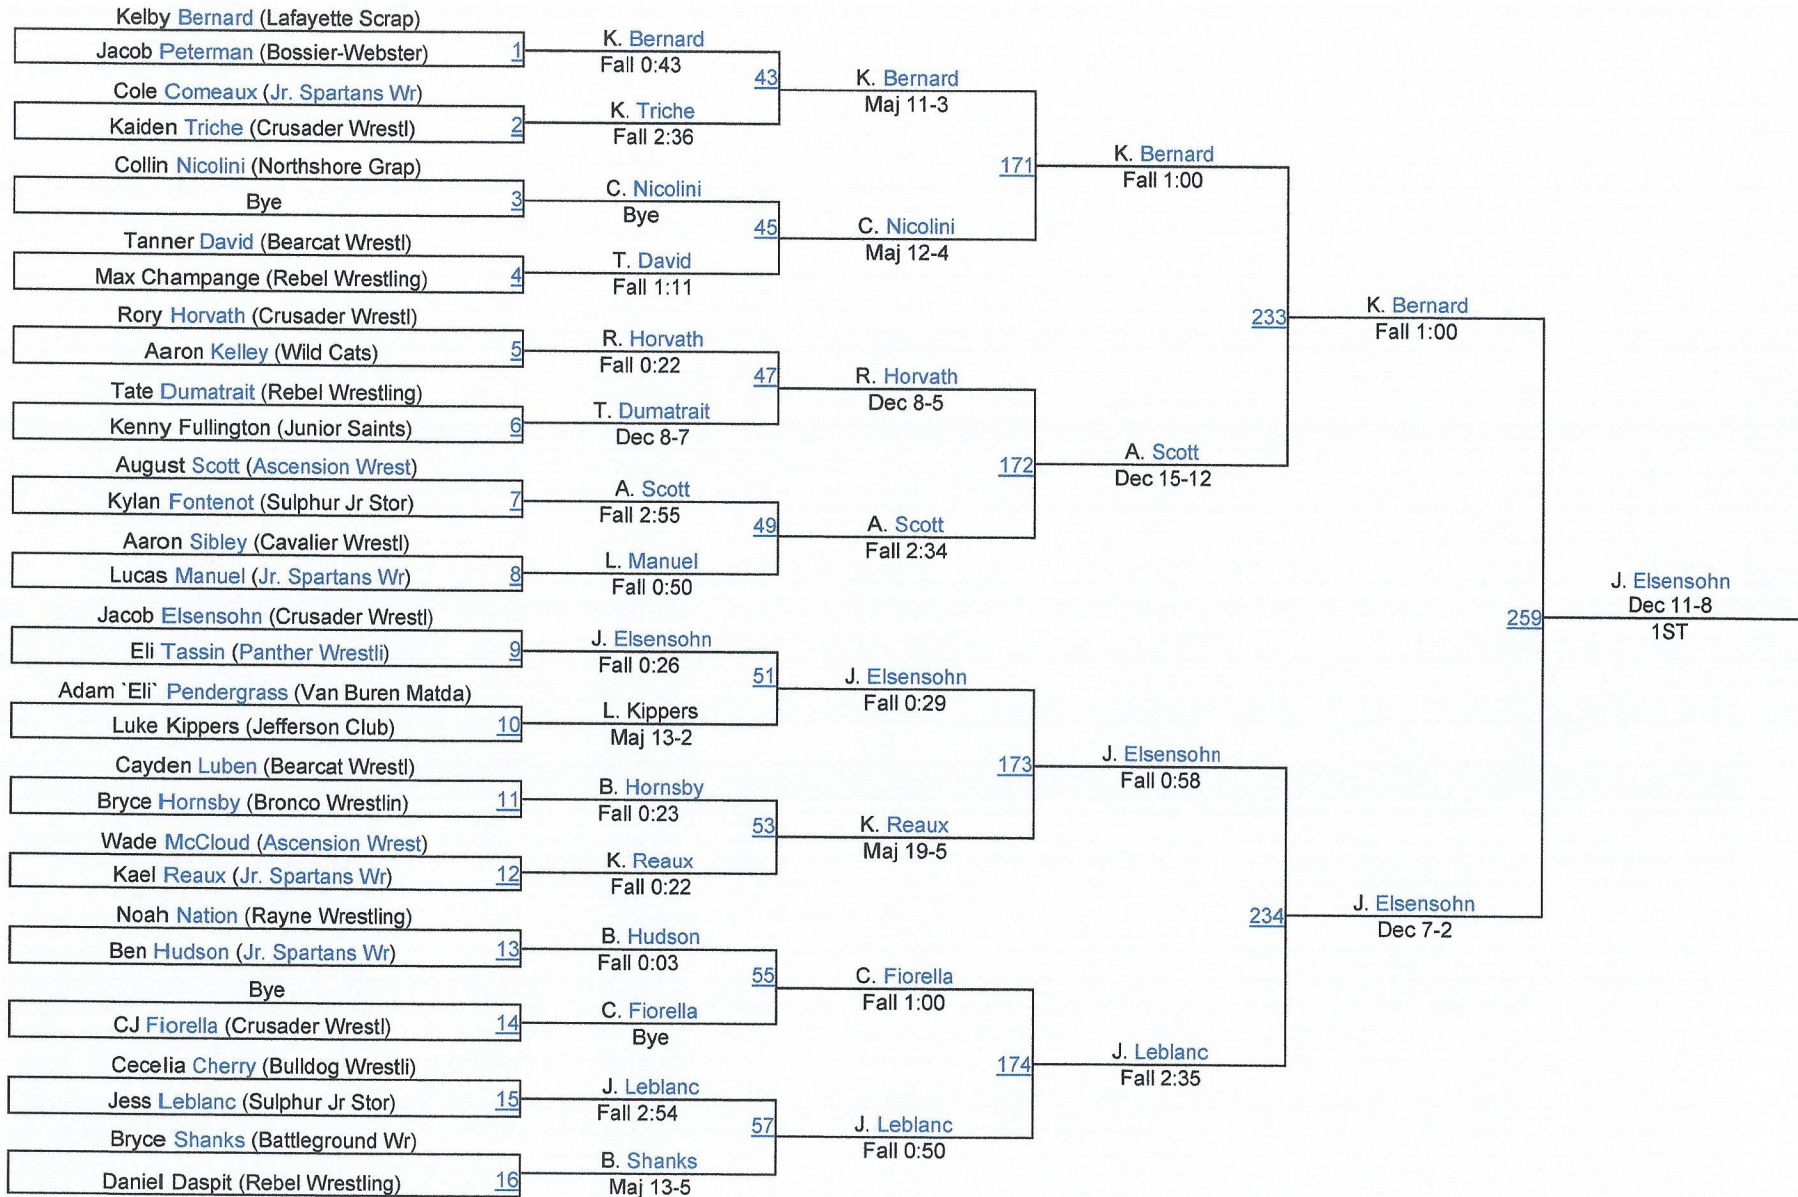 Kelby Bernard (Lafayette Scrap)
Jacob Peterman (Bossier-Webster)
1
Cole Comeaux (Jr. Spartans Wr)
Kaiden Triche (Crusader Wrestl)
2
Collin Nicolini (Northshore Grap)
Bye
3
Tanner David (Bearcat Wrestl)
Max Champange (Rebel Wrestling)
4
Rory Horvath (Crusader Wrestl)
Aaron Kelley (Wild Cats)
5
Tate Dumatrait (Rebel Wrestling)
Kenny Fullington (Junior Saints)
6
August Scott (Ascension Wrest)
Kylan Fontenot (Sulphur Jr Stor)
7
Aaron Sibley (Cavalier Wrestl)
Lucas Manuel (Jr. Spartans Wr)
8
Jacob Elsensohn (Crusader Wrestl)
Eli Tassin (Panther Wrestli)
9
Adam `Eli` Pendergrass (Van Buren Matda)
Luke Kippers (Jefferson Club)
10
Cayden Luben (Bearcat Wrestl)
Bryce Hornsby (Bronco Wrestlin)
11
Wade McCloud (Ascension Wrest)
Kael Reaux (Jr. Spartans Wr)
12
Noah Nation (Rayne Wrestling)
Ben Hudson (Jr. Spartans Wr)
13
Bye
CJ Fiorella (Crusader Wrestl)
14
Cecelia Cherry (Bulldog Wrestli)
Jess Leblanc (Sulphur Jr Stor)
15
Bryce Shanks (Battleground Wr)
Daniel Daspit (Rebel Wrestling)
16
K. Bernard
Fall 0:43
43
K. Triche
Fall 2:36
C. Nicolini
Bye
45
T. David
Fall 1:11
R. Horvath
Fall 0:22
47
T. Dumatrait
Dec 8-7
A. Scott
Fall 2:55
49
L. Manuel
Fall 0:50
J. Elsensohn
Fall 0:26
51
L. Kippers
Maj 13-2
B. Hornsby
Fall 0:23
53
K. Reaux
Fall 0:22
B. Hudson
Fall 0:03
55
C. Fiorella
Bye
J. Leblanc
Fall 2:54
57
B. Shanks
Maj 13-5
K. Bernard
Maj 11-3
171
C. Nicolini
Maj 12-4
R. Horvath
Dec 8-5
172
A. Scott
Fall 2:34
J. Elsensohn
Fall 0:29
173
K. Reaux
Maj 19-5
C. Fiorella
Fall 1:00
174
J. Leblanc
Fall 0:50
K. Bernard
Fall 1:00
233
A. Scott
Dec 15-12
J. Elsensohn
Fall 0:58
234
J. Leblanc
Fall 2:35
K. Bernard
Fall 1:00
259
J. Elsensohn
Dec 7-2
J. Elsensohn
Dec 11-8
1ST